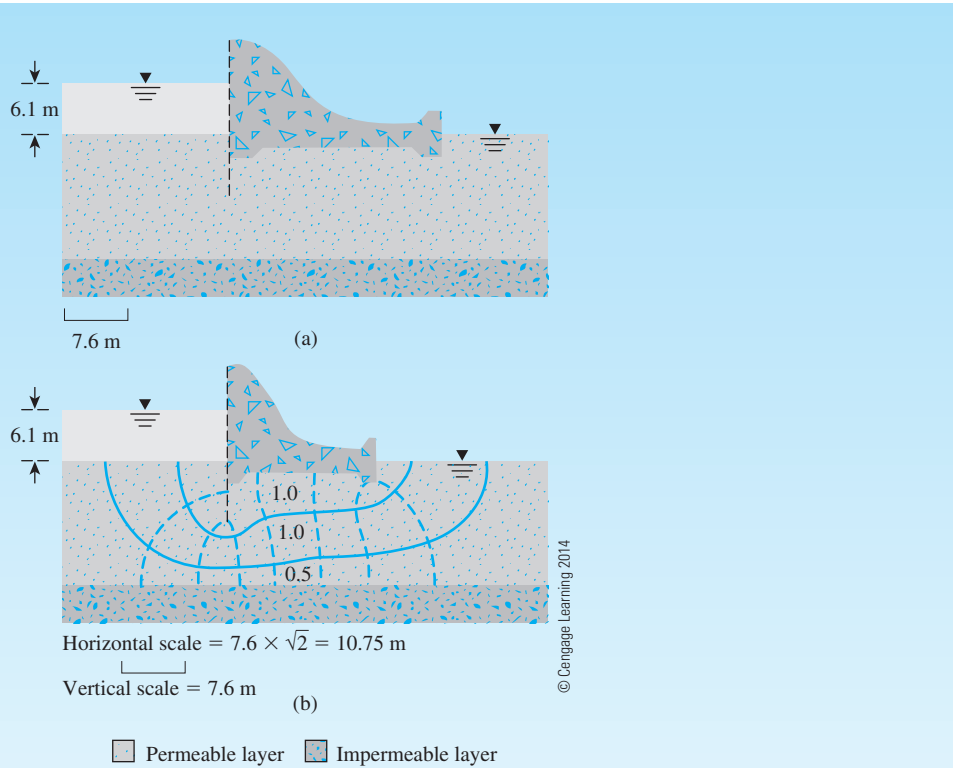 6.1 m
7.6 m
(a)
6.1 m
1.0
1.0
0.5
Horizontal scale = 7.6 × √2 = 10.75 m
Vertical scale = 7.6 m
(b)
© Cengage Learning 2014
Permeable layer
Impermeable layer